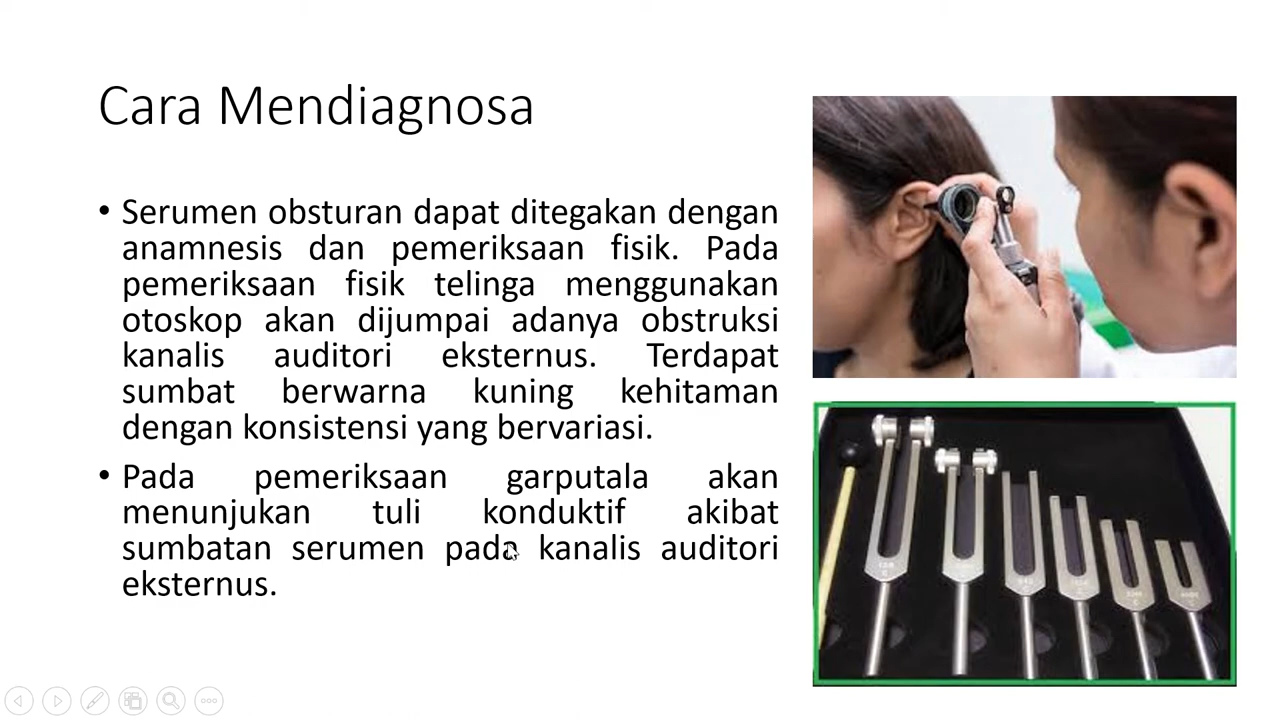 Cara Mendiagnosa
• Serumen obsturan dapat ditegakan dengan
anamnesis dan pemeriksaan fisik. Pada
pemeriksaan fisik telinga menggunakan
otoskop akan dijumpai adanya obstruksi
kanalis auditori eksternus. Terdapat
sumbat berwarna kuning kehitaman
dengan konsistensi yang bervariasi.
• Pada pemeriksaan garputala akan
menunjukan tuli konduktif akibat
sumbatan serumen pada kanalis auditori
eksternus.